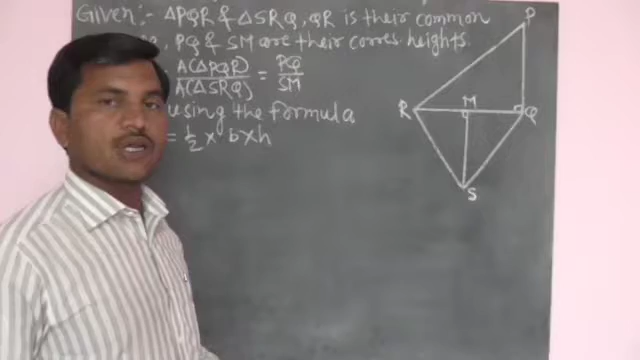 Given:- ΔPQR & ΔSRQ, QR is their common
PQ & SM are their corres. heights.
A(ΔPQR)/A(ΔSRQ) = PQ/SM
using the formula
= 1/2 × b × h
P
R
M
Q
S